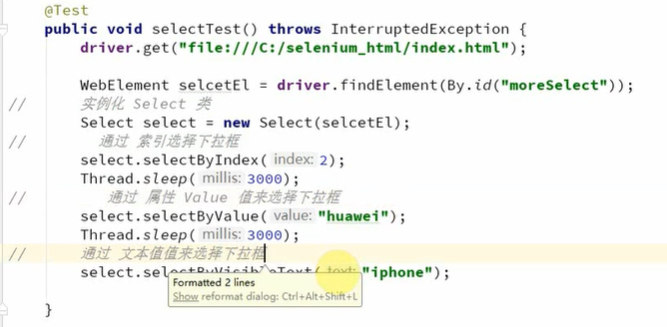 @Test
public void selectTest() throws InterruptedException {
driver.get("file:///C:/selenium_html/index.html");
WebElement selcetEl = driver.findElement(By.id("moreSelect"));
// 实例化 Select 类
Select select = new Select(selcetEl);
// 通过 索引选择下拉框
select.selectByIndex( index: 2);
Thread.sleep( millis: 3000);
// 通过 属性 Value 值来选择下拉框
select.selectByValue( value: "huawei");
Thread.sleep( millis: 3000);
// 通过 文本值值来选择下拉框
select.selectByVisibleText( text: "iphone");
Formatted 2 lines
Show reformat dialog: Ctrl+Alt+Shift+L
}